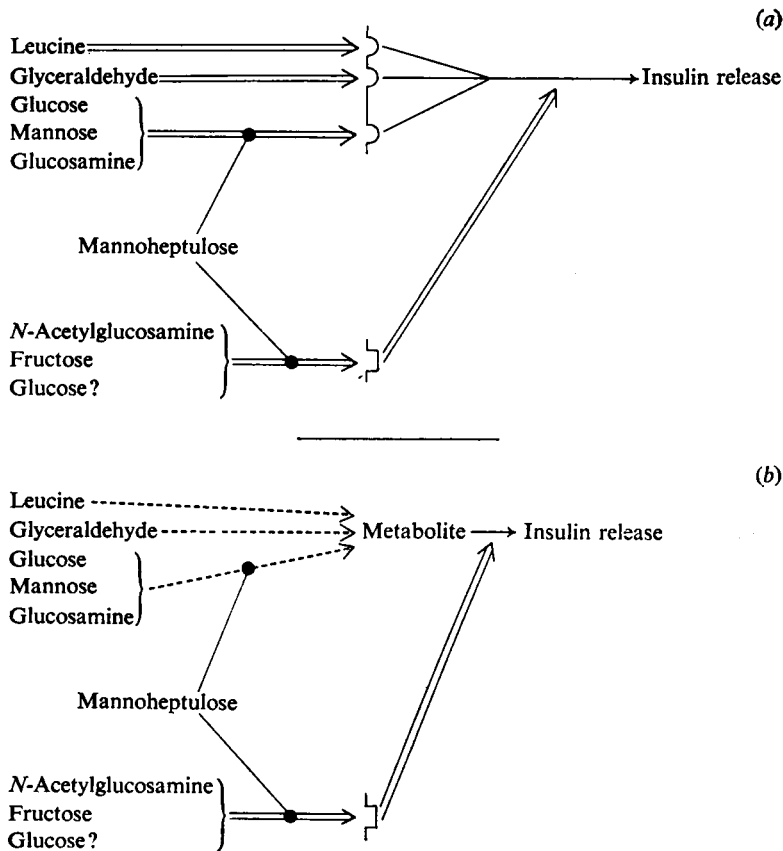 (a)
Leucine
Glyceraldehyde
Glucose
Mannose
Glucosamine
Insulin release
Mannoheptulose
N-Acetylglucosamine
Fructose
Glucose?
(b)
Leucine
Glyceraldehyde
Glucose
Mannose
Glucosamine
Metabolite
Insulin release
Mannoheptulose
N-Acetylglucosamine
Fructose
Glucose?